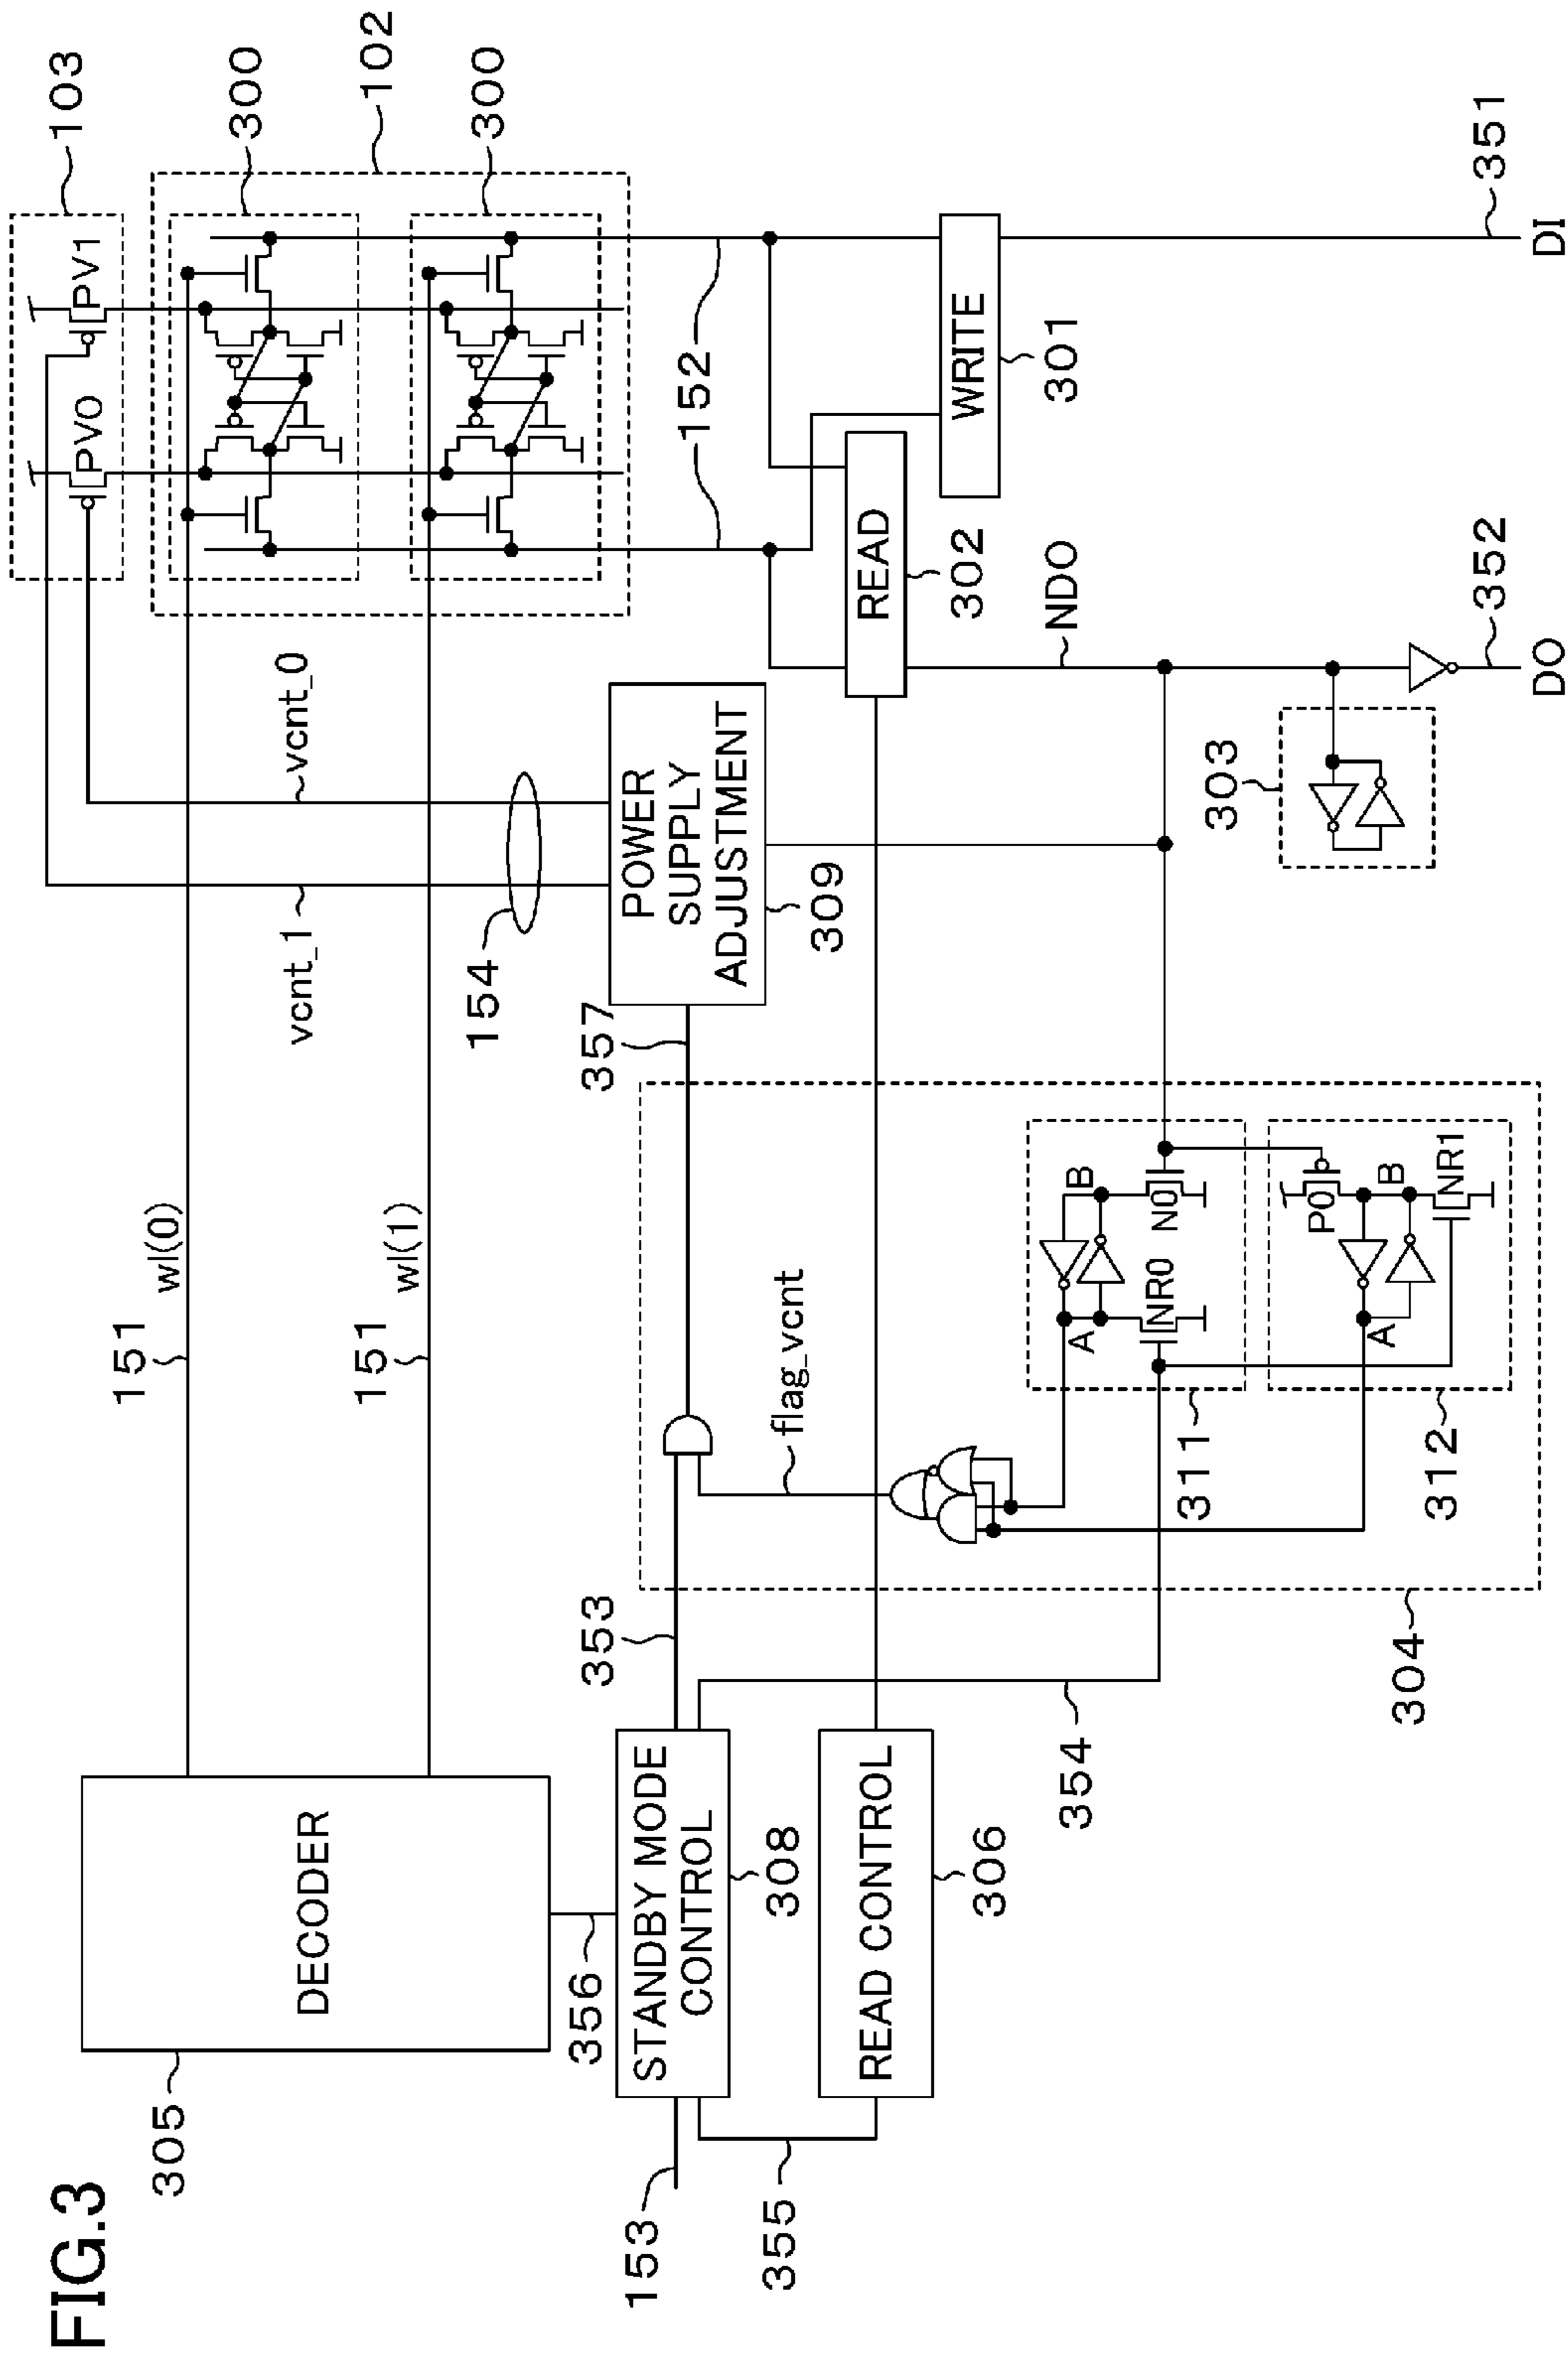 FIG.3
103
PV0
PV1
300
102
300
305
DECODER
151
wl(0)
vcnt_1
vcnt_0
151
wl(1)
154
152
356
353
357
153
STANDBY MODE
CONTROL
308
POWER
SUPPLY
ADJUSTMENT
309
355
READ CONTROL
306
flag_vcnt
READ
302
WRITE
301
354
A
B
NR0
N0
311
NDO
303
A
B
P0
NR1
312
304
352
351
DO
DI